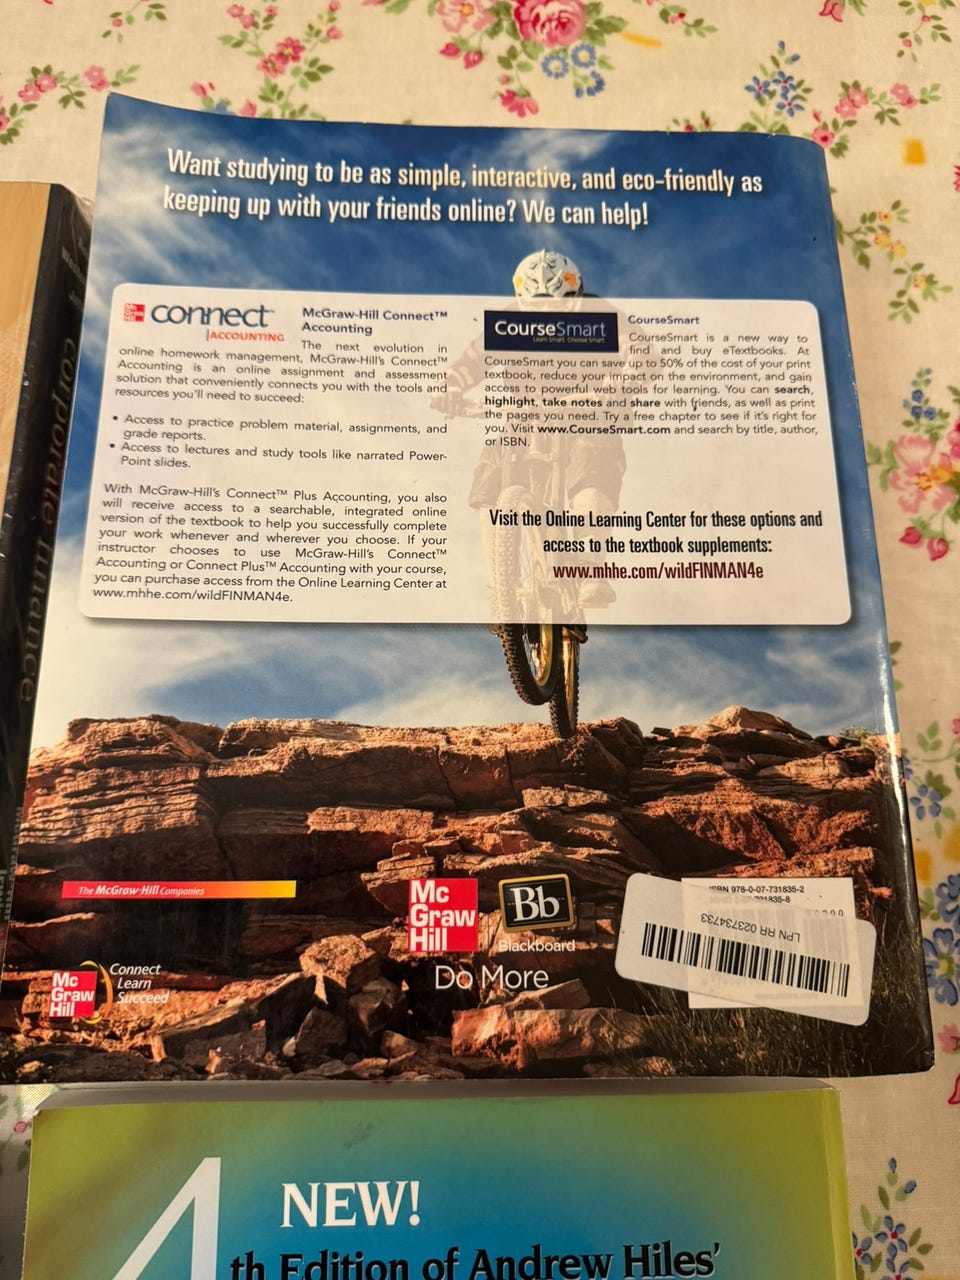 Want studying to be as simple, interactive, and eco-friendly as
keeping up with your friends online? We can help!
Mc
Graw
Hill
connect™
|ACCOUNTING
McGraw-Hill Connect™
Accounting
The next evolution in
online homework management, McGraw-Hill's Connect™
Accounting is an online assignment and assessment
solution that conveniently connects you with the tools and
resources you'll need to succeed:
• Access to practice problem material, assignments, and
grade reports.
• Access to lectures and study tools like narrated Power-
Point slides.
With McGraw-Hill's Connect™ Plus Accounting, you also
will receive access to a searchable, integrated online
version of the textbook to help you successfully complete
your work whenever and wherever you choose. If your
instructor chooses to use McGraw-Hill's Connect™
Accounting or Connect Plus™ Accounting with your course,
you can purchase access from the Online Learning Center at
www.mhhe.com/wildFINMAN4e.
CourseSmart
Learn Smart. Choose Smart.
CourseSmart
CourseSmart is a new way to
find and buy eTextbooks. At
CourseSmart you can save up to 50% of the cost of your print
textbook, reduce your impact on the environment, and gain
access to powerful web tools for learning. You can search,
highlight, take notes and share with friends, as well as print
the pages you need. Try a free chapter to see if it's right for
you. Visit www.CourseSmart.com and search by title, author,
or ISBN.
Visit the Online Learning Center for these options and
access to the textbook supplements:
www.mhhe.com/wildFINMAN4e
The McGraw-Hill Companies
Mc
Graw
Hill
Connect
Learn
Succeed
Mc
Graw
Hill
Bb
Blackboard
Do More
ISBN 978-0-07-731835-2
LPN RR 023734733
corporate finance
4
NEW!
th Edition of Andrew Hiles'